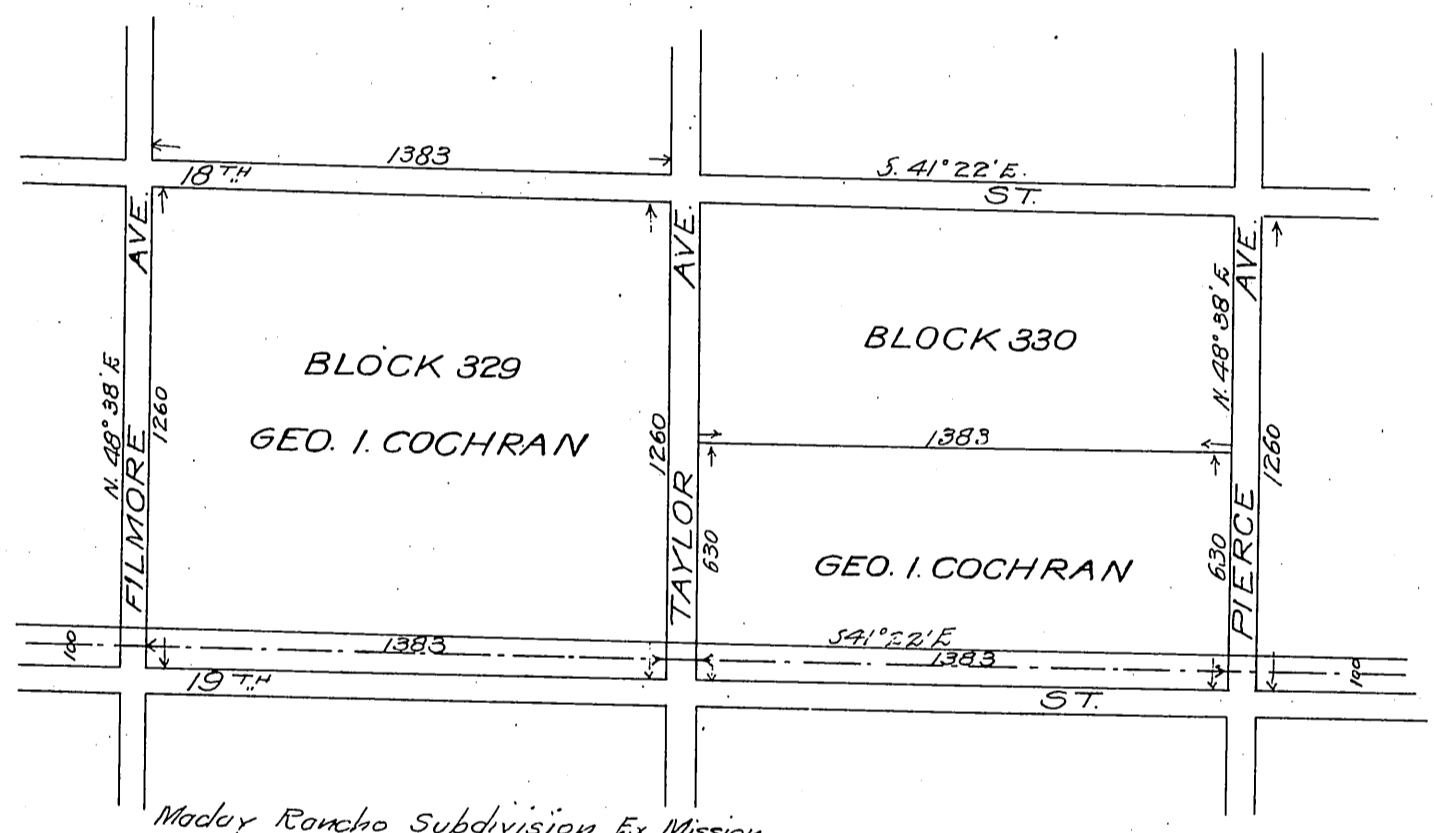 1383
18TH
S. 41° 22' E.
ST.
AVE.
AVE.
AVE.
N. 48° 38' E
BLOCK 330
BLOCK 329
N. 48° 38' E
1260
GEO. I. COCHRAN
1260
1383
1260
FILMORE
TAYLOR
630
GEO. I. COCHRAN
630
PIERCE
100
1383
S41° 22' E
1383
100
19TH
ST.
Rancho Subdivision Ex Mission